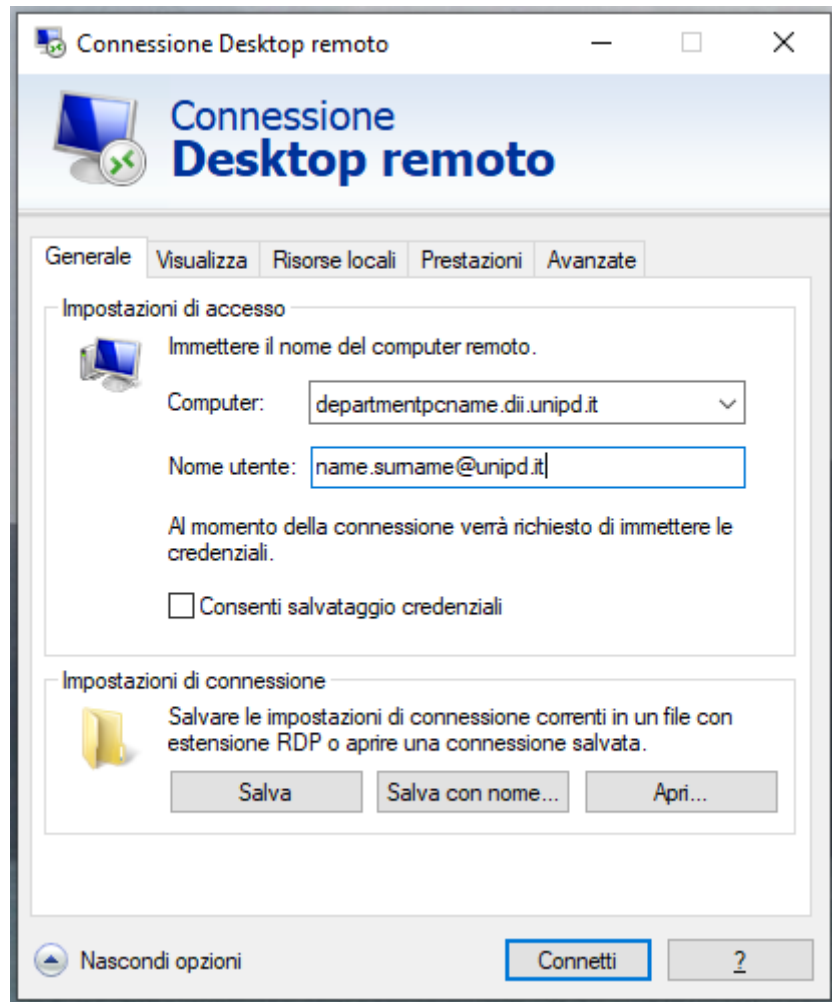 Connessione Desktop remoto
Connessione
Desktop remoto
Generale Visualizza Risorse locali Prestazioni Avanzate
Impostazioni di accesso
Immettere il nome del computer remoto.
Computer: departmentpcname.dii.unipd.it
Nome utente: name.surname@unipd.it
Al momento della connessione verrà richiesto di immettere le
credenziali.
Consenti salvataggio credenziali
Impostazioni di connessione
Salvare le impostazioni di connessione correnti in un file con
estensione RDP o aprire una connessione salvata.
Salva Salva con nome... Apri...
Nascondi opzioni Connetti ?